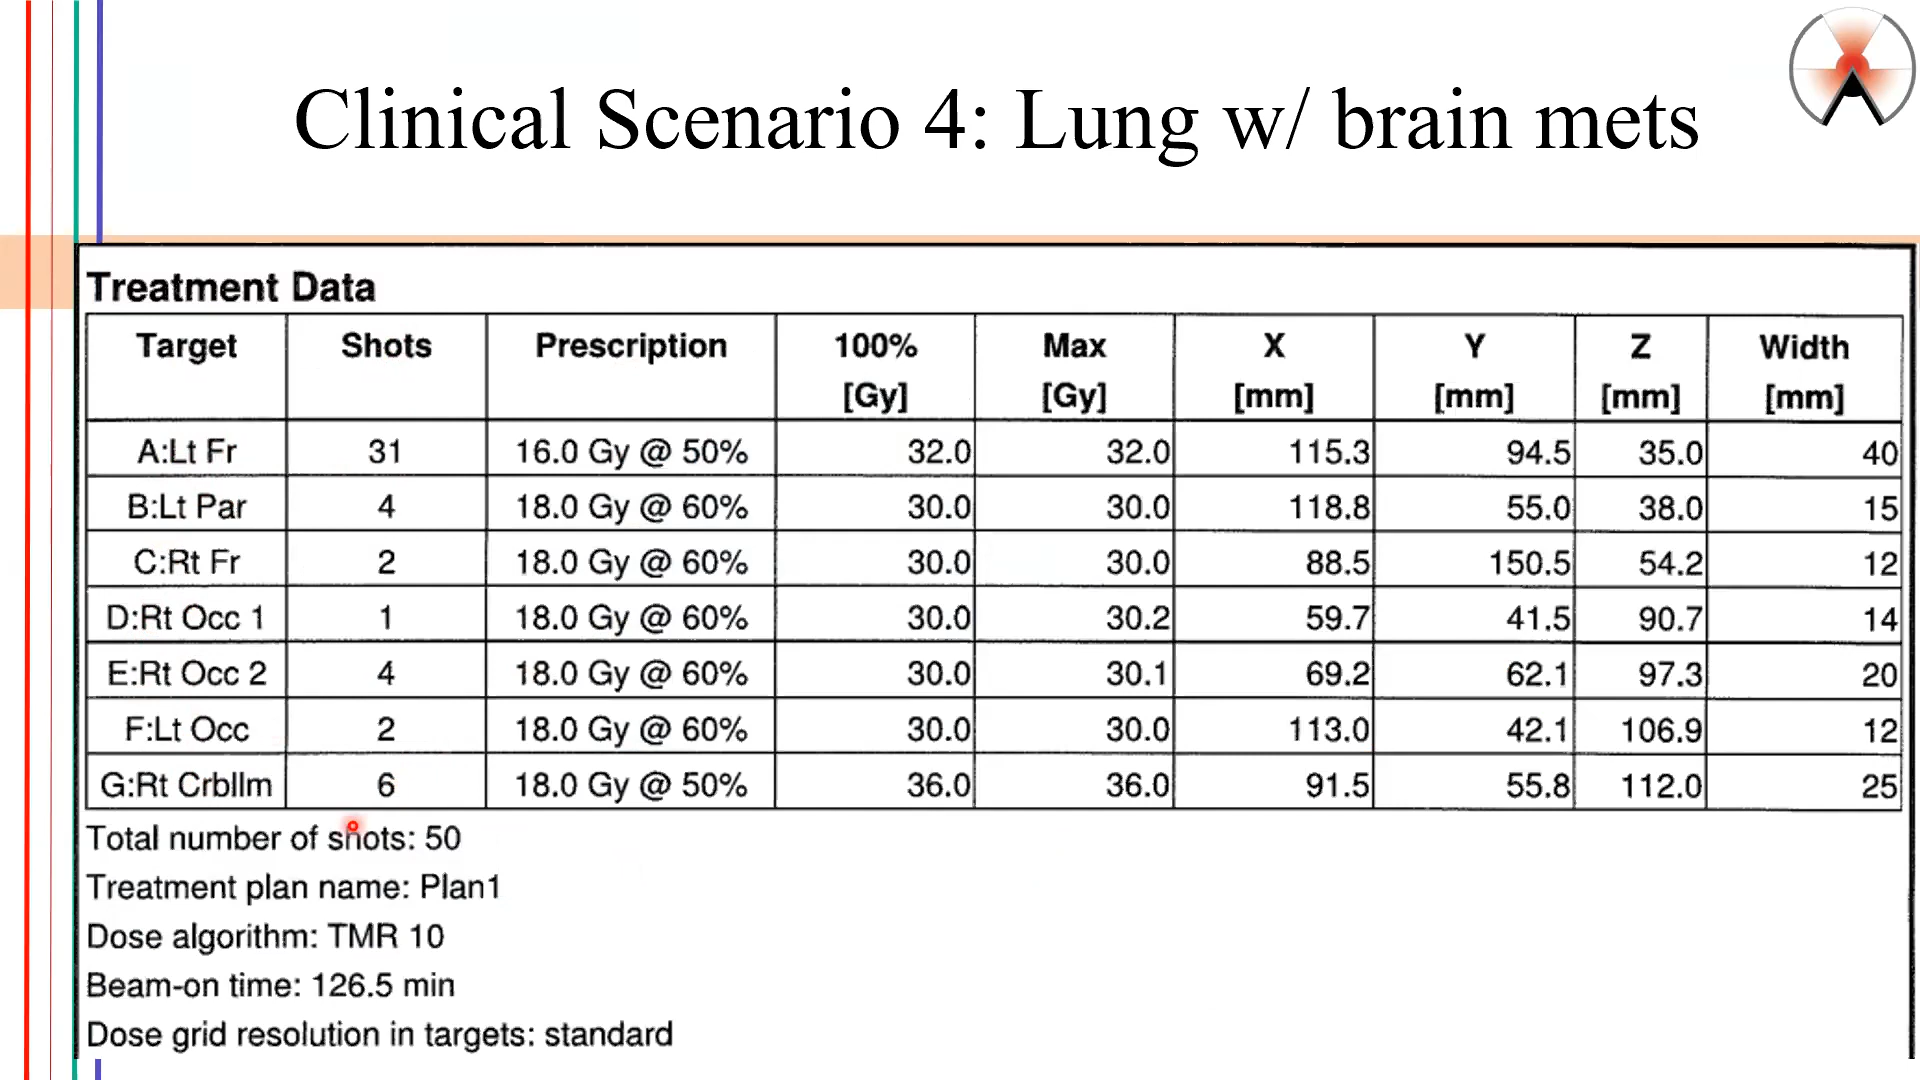 Clinical Scenario 4: Lung w/ brain mets
Treatment Data
Target Shots Prescription 100% [Gy] Max [Gy] X [mm] Y [mm] Z [mm] Width [mm]
A:Lt Fr 31 16.0 Gy @ 50% 32.0 32.0 115.3 94.5 35.0 40
B:Lt Par 4 18.0 Gy @ 60% 30.0 30.0 118.8 55.0 38.0 15
C:Rt Fr 2 18.0 Gy @ 60% 30.0 30.0 88.5 150.5 54.2 12
D:Rt Occ 1 1 18.0 Gy @ 60% 30.0 30.2 59.7 41.5 90.7 14
E:Rt Occ 2 4 18.0 Gy @ 60% 30.0 30.1 69.2 62.1 97.3 20
F:Lt Occ 2 18.0 Gy @ 60% 30.0 30.0 113.0 42.1 106.9 12
G:Rt Crbllm 6 18.0 Gy @ 50% 36.0 36.0 91.5 55.8 112.0 25
Total number of shots: 50
Treatment plan name: Plan1
Dose algorithm: TMR 10
Beam-on time: 126.5 min
Dose grid resolution in targets: standard